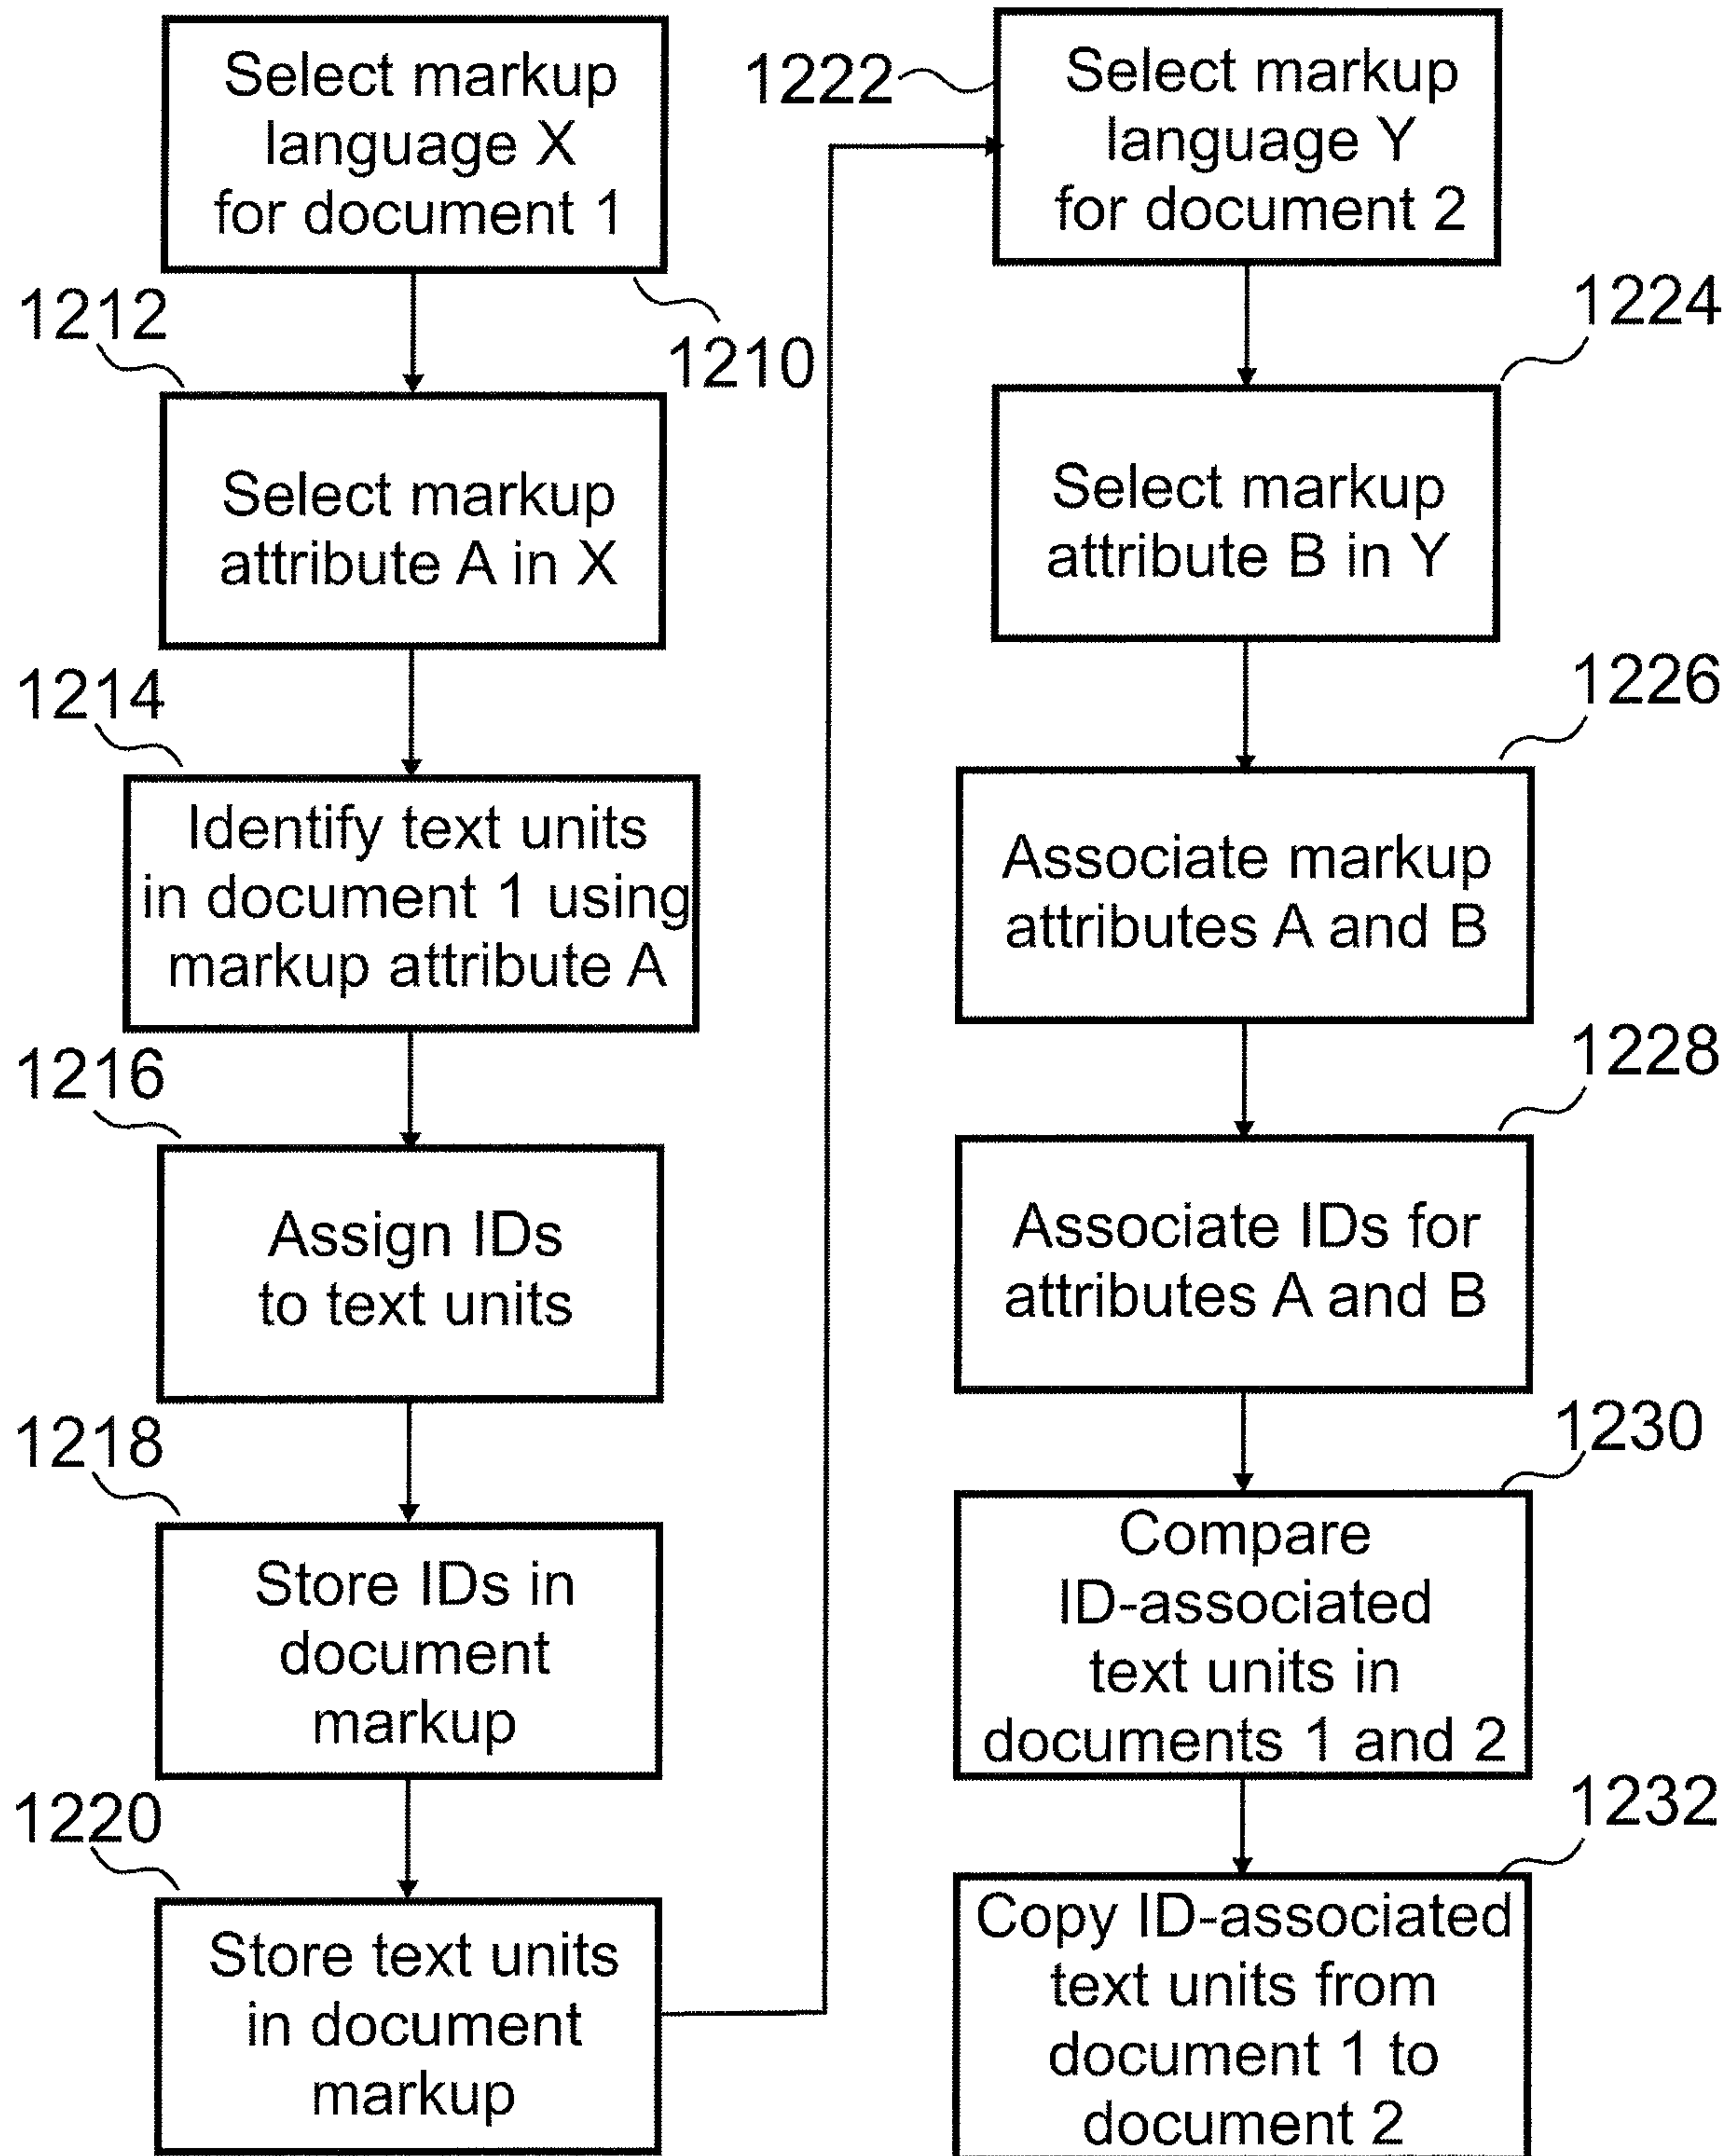 Select markup
language X
for document 1
1210
1212
Select markup
attribute A in X
1214
Identify text units
in document 1 using
markup attribute A
1216
Assign IDs
to text units
1218
Store IDs in
document
markup
1220
Store text units
in document
markup
1222
Select markup
language Y
for document 2
1224
Select markup
attribute B in Y
1226
Associate markup
attributes A and B
1228
Associate IDs for
attributes A and B
1230
Compare
ID-associated
text units in
documents 1 and 2
1232
Copy ID-associated
text units from
document 1 to
document 2